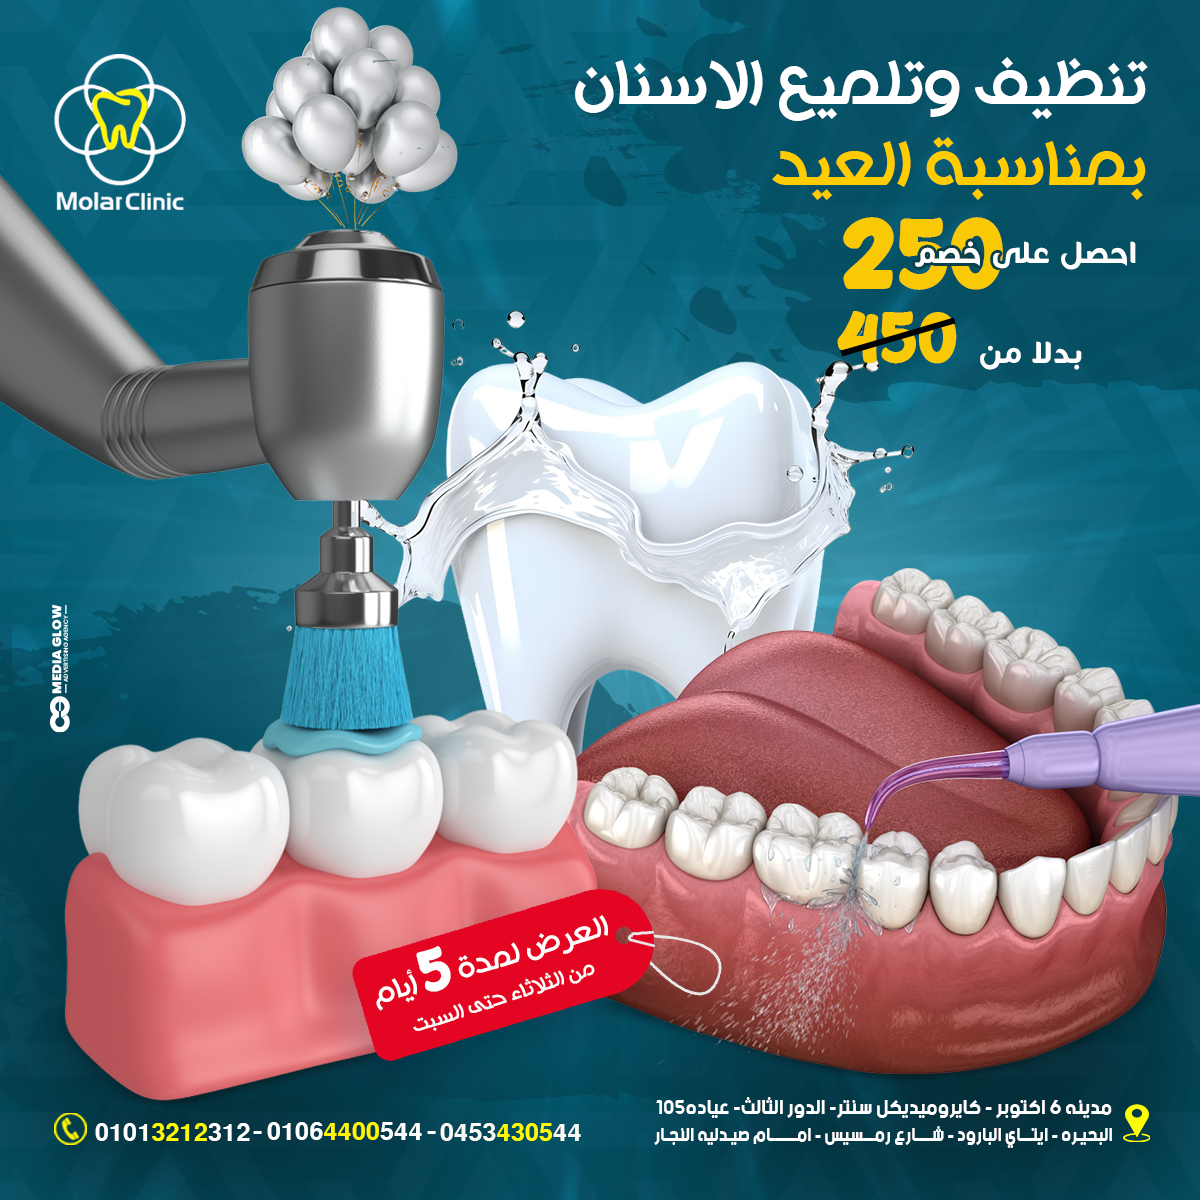 Molar Clinic
تنظيف وتلميع الاسنان
بمناسبة العيد
احصل على خصم 250
بدلا من 450
MEDIA GLOW
ADVERTISING AGENCY
العرض لمدة 5 أيام
من الثلاثاء حتى السبت
مدينه 6 اكتوبر - كايروميديكل سنتر- الدور الثالث- عياده105
البحيره - ايتاي البارود - شارع رمسيس - امام صيدليه النجار
01013212312 - 01064400544 - 0453430544